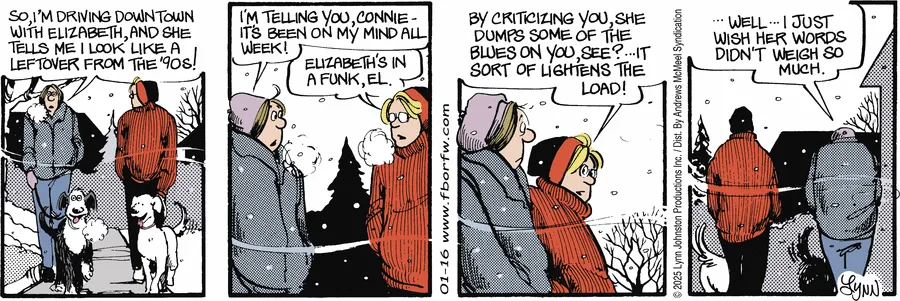 SO, I'M DRIVING DOWNTOWN
WITH ELIZABETH, AND SHE
TELLS ME I LOOK LIKE A
LEFTOVER FROM THE '90s!
I'M TELLING YOU, CONNIE-
IT'S BEEN ON MY MIND ALL
WEEK!
ELIZABETH'S IN
A FUNK, EL.
01-16 www.fborfw.com
BY CRITICIZING YOU, SHE
DUMPS SOME OF THE
BLUES ON YOU, SEE?...IT
SORT OF LIGHTENS THE
LOAD!
© 2025 Lynn Johnston Productions Inc. / Dist. By Andrews McMeel Syndication
...WELL...I JUST
WISH HER WORDS
DIDN'T WEIGH SO
MUCH.
LYNN